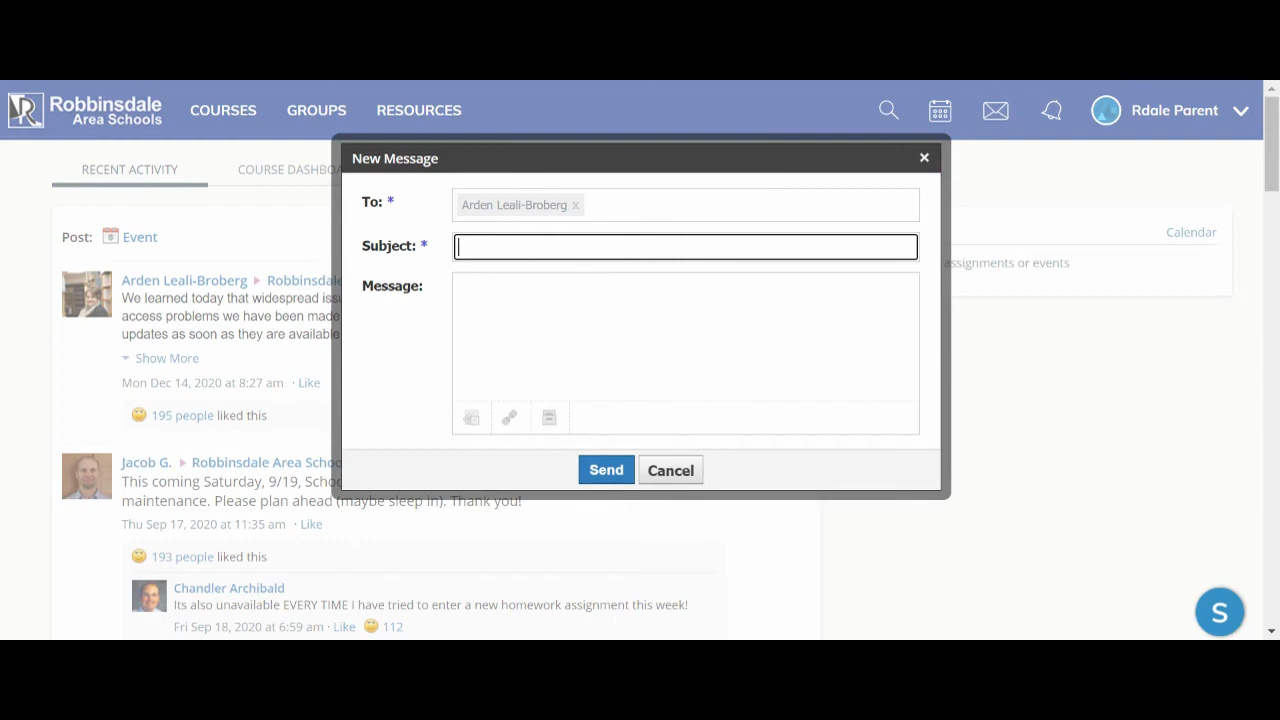 Robbinsdale
Area Schools
COURSES
GROUPS
RESOURCES
Rdale Parent
RECENT ACTIVITY
COURSE DASHBOA
New Message
×
To: *
Arden Leali-Broberg x
Subject: *
Message:
Send
Cancel
Post:
Event
Arden Leali-Broberg
Robbinsdale
We learned today that widespread issu
access problems we have been made
updates as soon as they are available
Show More
Mon Dec 14, 2020 at 8:27 am · Like
195 people liked this
Jacob G.
Robbinsdale Area Schoo
This coming Saturday, 9/19, Schoo
maintenance. Please plan ahead (maybe sleep in). Thank you!
Thu Sep 17, 2020 at 11:35 am · Like
193 people liked this
Chandler Archibald
Its also unavailable EVERY TIME I have tried to enter a new homework assignment this week!
Fri Sep 18, 2020 at 6:59 am · Like 112
Calendar
assignments or events
S